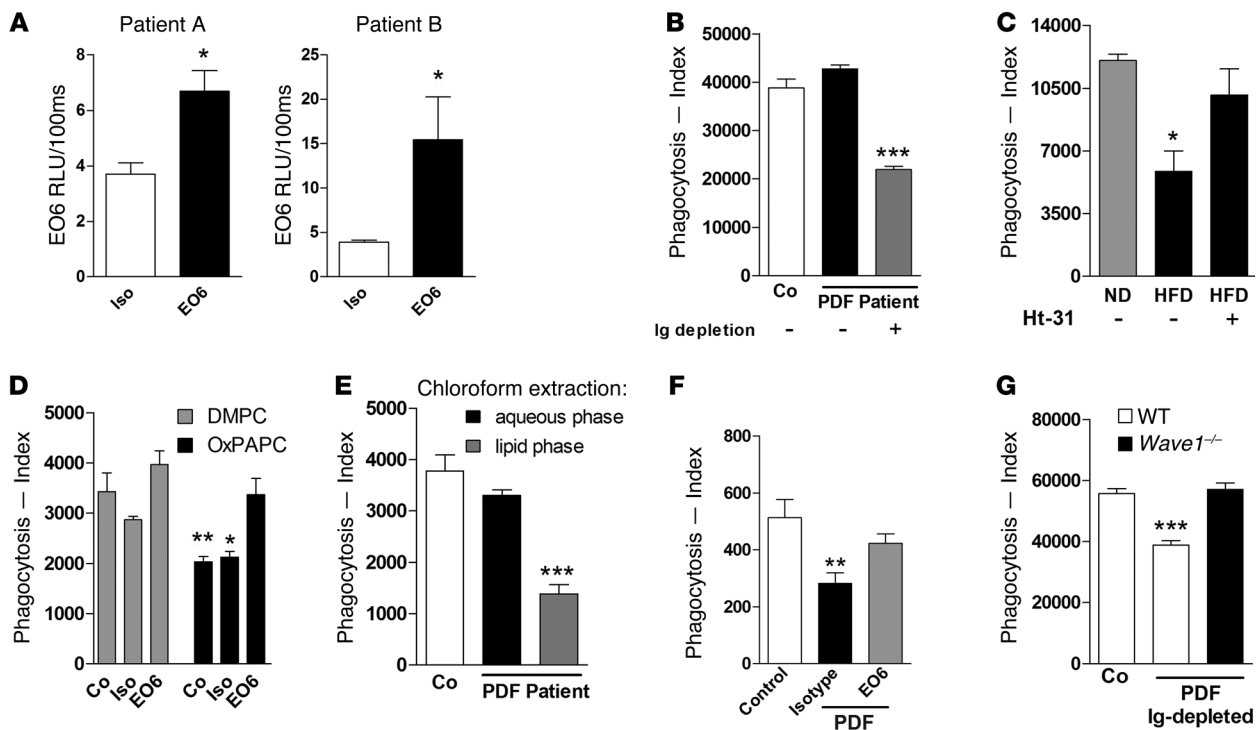 A
Patient A
EO6 RLU/100ms
8
6
4
2
0
*
Iso
EO6
Patient B
EO6 RLU/100ms
25
20
15
10
5
0
*
Iso
EO6
B
Phagocytosis — Index
50000
40000
30000
20000
10000
0
***
Co
PDF Patient
Ig depletion - - +
C
Phagocytosis — Index
14000
10500
7000
3500
0
*
ND HFD HFD
Ht-31 - - +
D
Phagocytosis — Index
5000
4000
3000
2000
1000
0
DMPC
OxPAPC
** *
Co Iso EO6 Co Iso EO6
E
Chloroform extraction:
aqueous phase
lipid phase
Phagocytosis — Index
5000
4000
3000
2000
1000
0
***
Co
PDF Patient
F
Phagocytosis — Index
800
600
400
200
0
**
Control Isotype EO6
PDF
G
Phagocytosis — Index
80000
60000
40000
20000
0
WT
Wave1–/–
***
Co
PDF
Ig-depleted